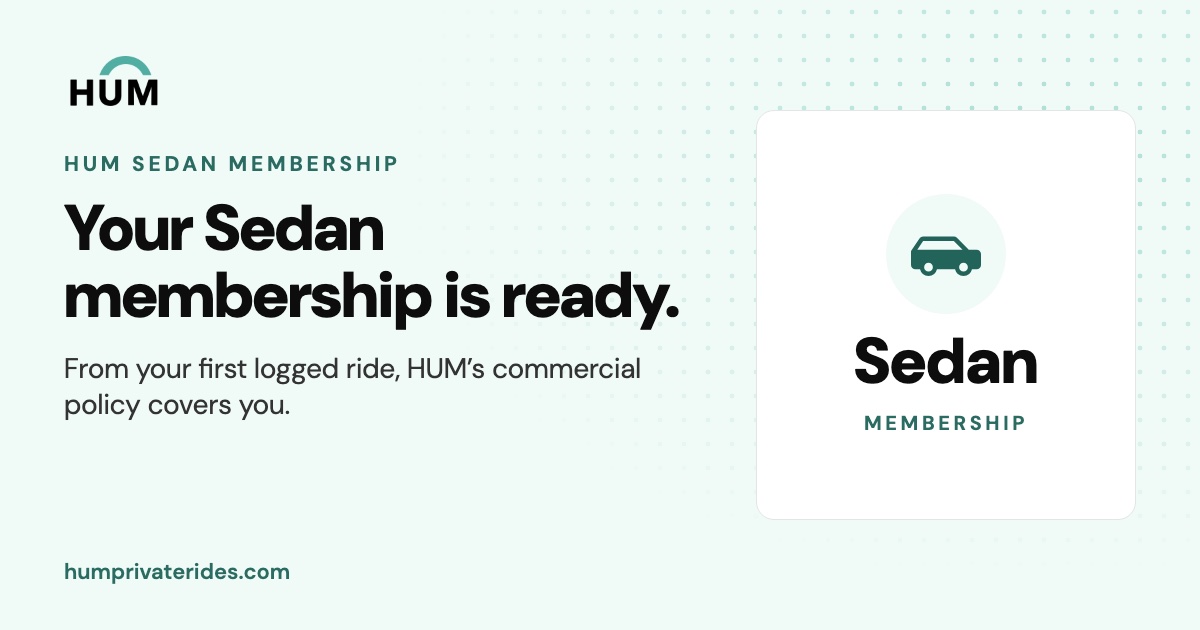 HUM
HUM SEDAN MEMBERSHIP
Your Sedan
membership is ready.
From your first logged ride, HUM’s commercial
policy covers you.
humprivaterides.com
Sedan
MEMBERSHIP